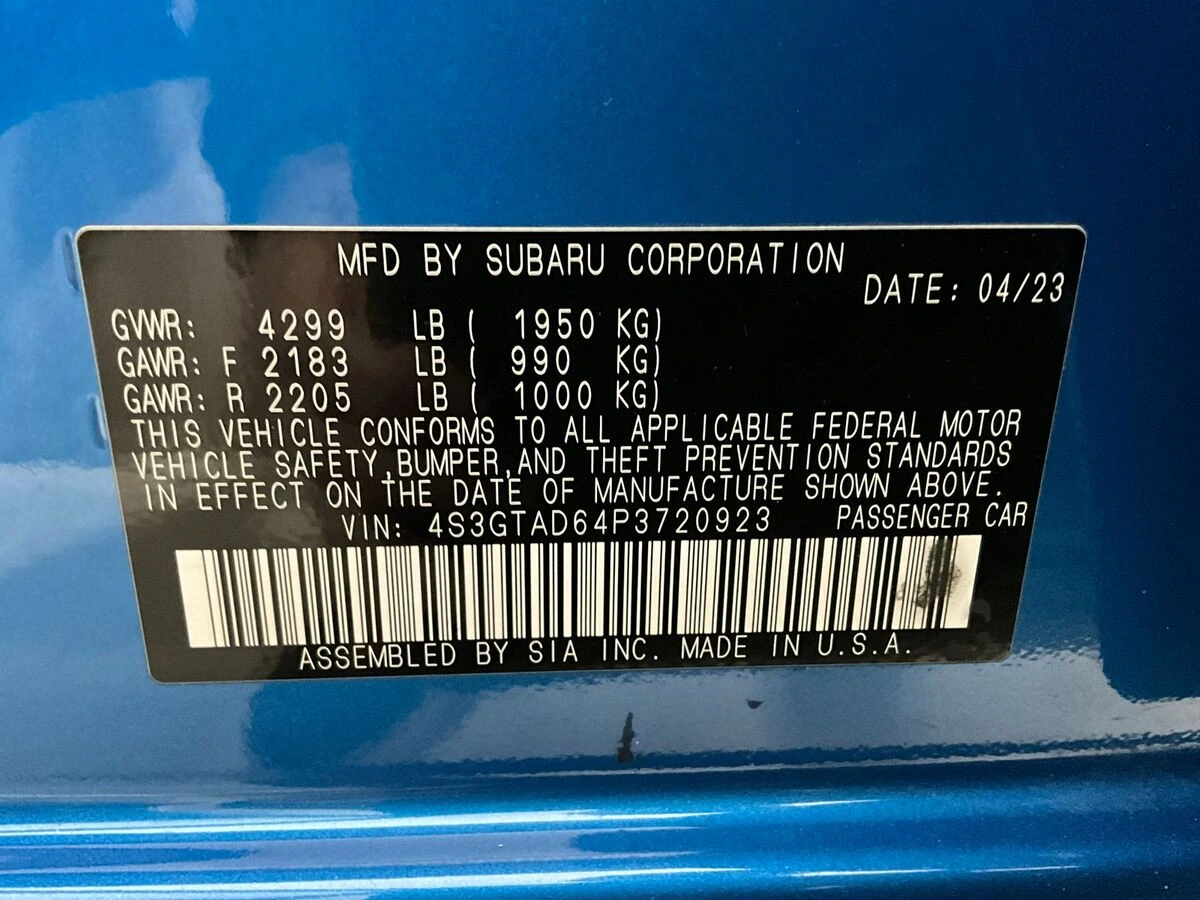 MFD BY SUBARU CORPORATION
DATE: 04/23
GVWR: 4299 LB ( 1950 KG)
GAWR: F 2183 LB ( 990 KG)
GAWR: R 2205 LB ( 1000 KG)
THIS VEHICLE CONFORMS TO ALL APPLICABLE FEDERAL MOTOR
VEHICLE SAFETY,BUMPER,AND THEFT PREVENTION STANDARDS
IN EFFECT ON THE DATE OF MANUFACTURE SHOWN ABOVE.
VIN: 4S3GTAD64P3720923 PASSENGER CAR
ASSEMBLED BY SIA INC. MADE IN U.S.A.